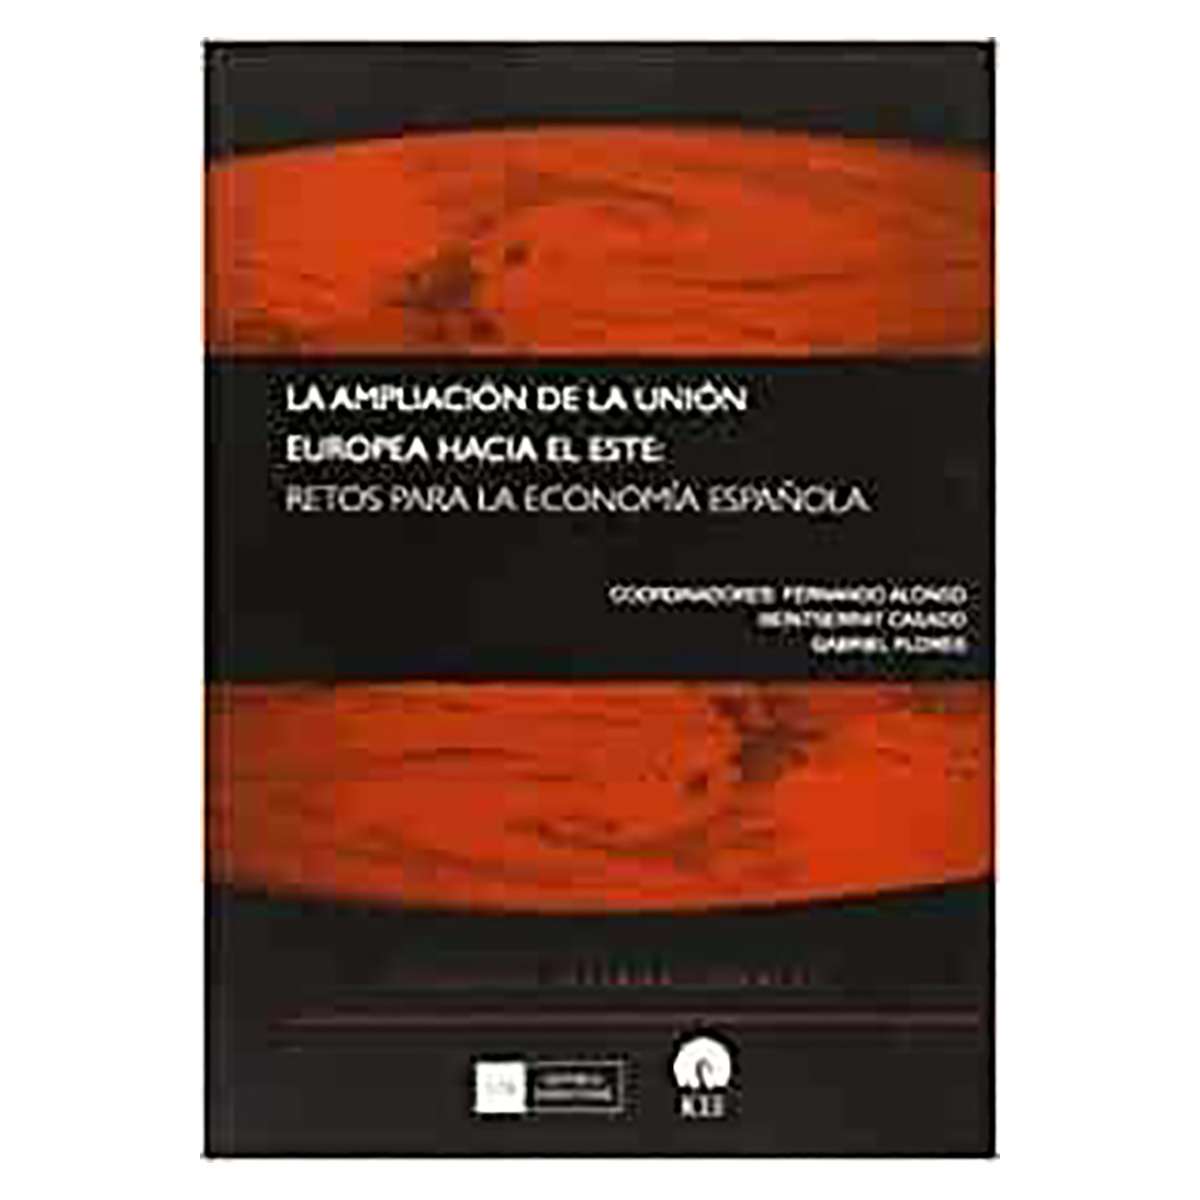 LA AMPLIACIÓN DE LA UNIÓN
EUROPEA HACIA EL ESTE:
RETOS PARA LA ECONOMÍA ESPAÑOLA
COORDINADORES: FERNANDO ALONSO
MONTSERRAT CASADO
GABRIEL FLORES